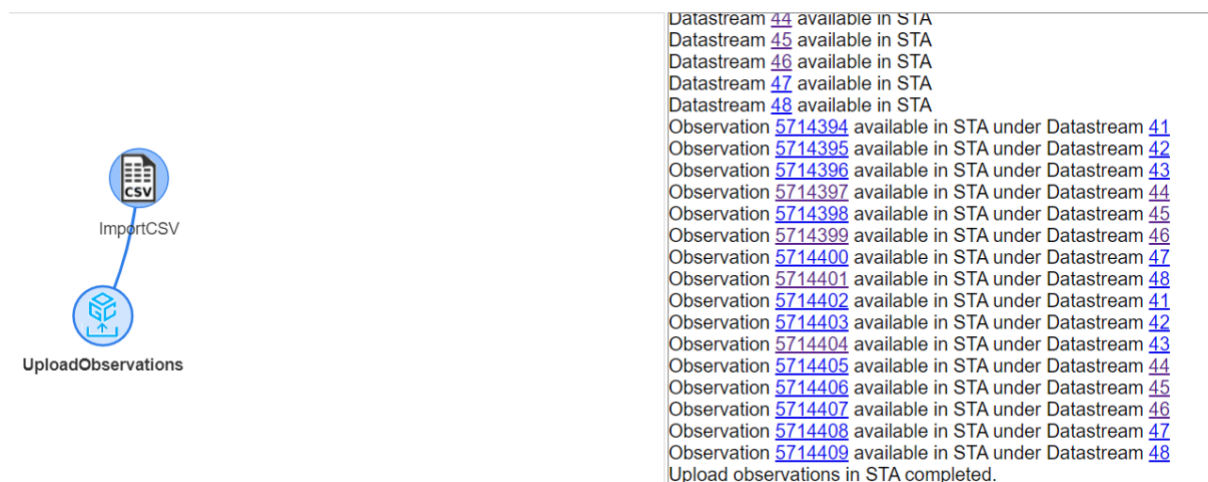 CSV
ImportCSV
UploadObservations
Datastream 44 available in STA
Datastream 45 available in STA
Datastream 46 available in STA
Datastream 47 available in STA
Datastream 48 available in STA
Observation 5714394 available in STA under Datastream 41
Observation 5714395 available in STA under Datastream 42
Observation 5714396 available in STA under Datastream 43
Observation 5714397 available in STA under Datastream 44
Observation 5714398 available in STA under Datastream 45
Observation 5714399 available in STA under Datastream 46
Observation 5714400 available in STA under Datastream 47
Observation 5714401 available in STA under Datastream 48
Observation 5714402 available in STA under Datastream 41
Observation 5714403 available in STA under Datastream 42
Observation 5714404 available in STA under Datastream 43
Observation 5714405 available in STA under Datastream 44
Observation 5714406 available in STA under Datastream 45
Observation 5714407 available in STA under Datastream 46
Observation 5714408 available in STA under Datastream 47
Observation 5714409 available in STA under Datastream 48
Upload observations in STA completed.